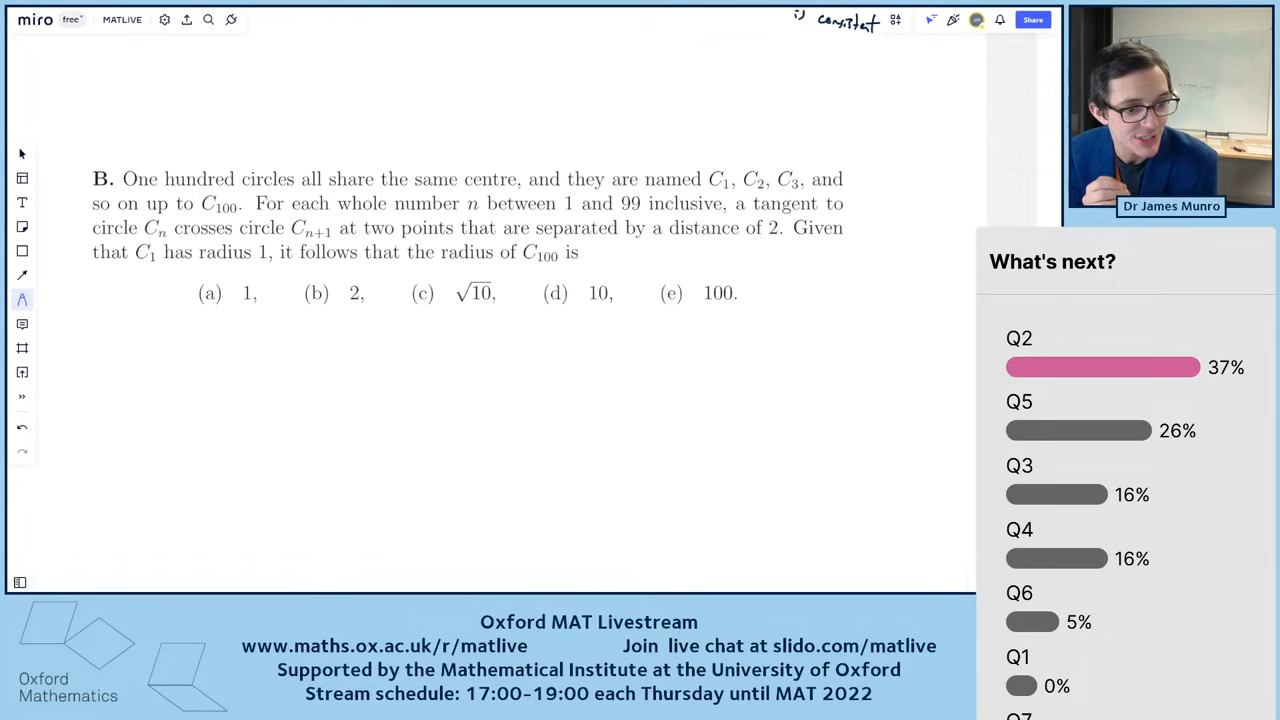 miro free MATLIVE
is consistent
Share
B. One hundred circles all share the same centre, and they are named C₁, C₂, C₃, and
so on up to C₁₀₀. For each whole number n between 1 and 99 inclusive, a tangent to
circle Cₙ crosses circle Cₙ₊₁ at two points that are separated by a distance of 2. Given
that C₁ has radius 1, it follows that the radius of C₁₀₀ is
(a) 1, (b) 2, (c) √10, (d) 10, (e) 100.
Dr James Munro
What's next?
Q2
37%
Q5
26%
Q3
16%
Q4
16%
Q6
5%
Q1
0%
Q7
Oxford MAT Livestream
www.maths.ox.ac.uk/r/matlive Join live chat at slido.com/matlive
Supported by the Mathematical Institute at the University of Oxford
Stream schedule: 17:00-19:00 each Thursday until MAT 2022
Oxford
Mathematics